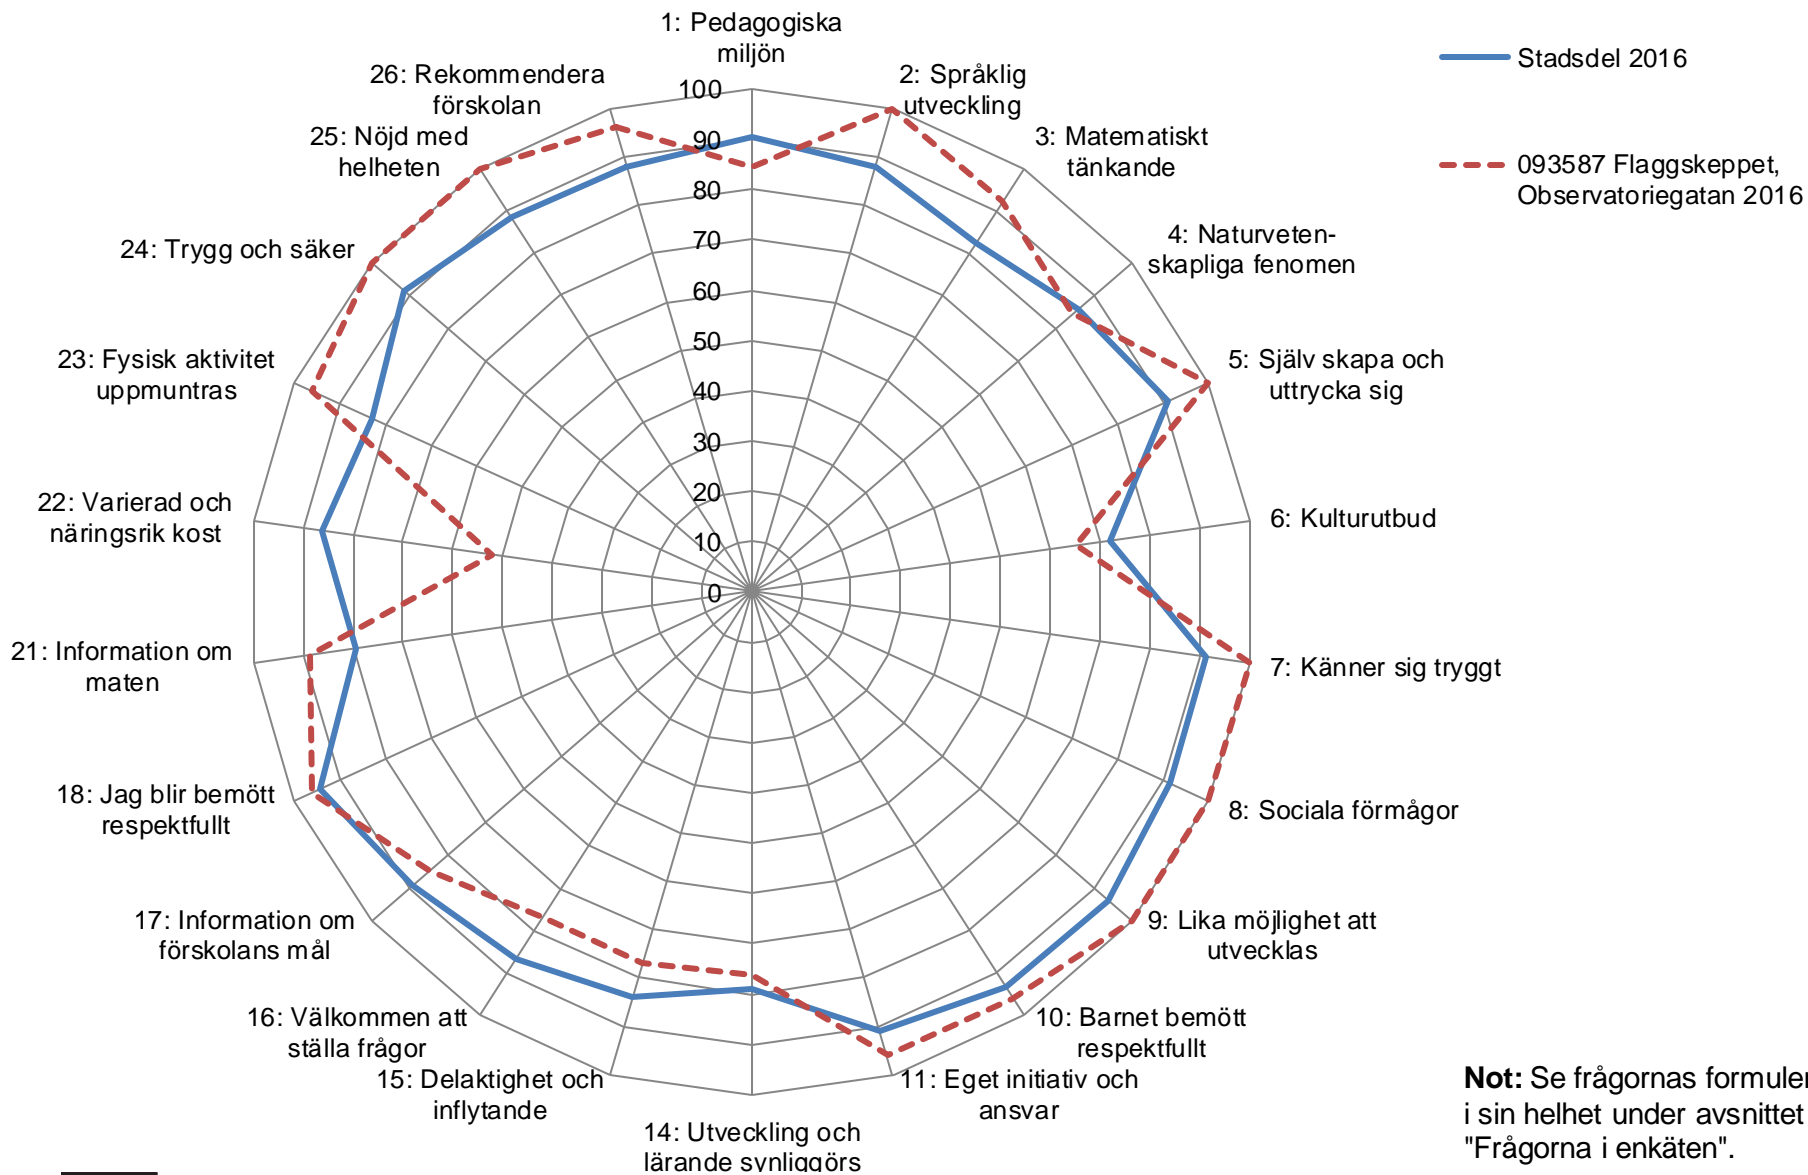 1: Pedagogiska
miljön
2: Språklig
utveckling
3: Matematiskt
tänkande
4: Naturveten-
skapliga fenomen
5: Själv skapa och
uttrycka sig
6: Kulturutbud
7: Känner sig tryggt
8: Sociala förmågor
9: Lika möjlighet att
utvecklas
10: Barnet bemött
respektfullt
11: Eget initiativ och
ansvar
14: Utveckling och
lärande synliggörs
15: Delaktighet och
inflytande
16: Välkommen att
ställa frågor
17: Information om
förskolans mål
18: Jag blir bemött
respektfullt
21: Information om
maten
22: Varierad och
näringsrik kost
23: Fysisk aktivitet
uppmuntras
24: Trygg och säker
25: Nöjd med
helheten
26: Rekommendera
förskolan
100
90
80
70
60
50
40
30
20
10
0
Stadsdel 2016
093587 Flaggskeppet,
Observatoriegatan 2016
Not: Se frågornas formuler
i sin helhet under avsnittet
"Frågorna i enkäten".